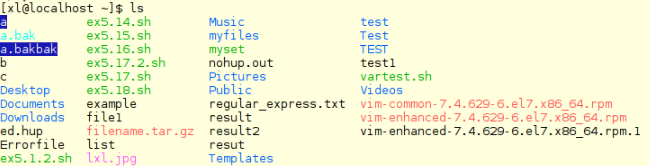 [xl@localhost ~]$ ls
a ex5.14.sh Music test
a.bak ex5.15.sh myfiles Test
a.bakbak ex5.16.sh myset TEST
b ex5.17.2.sh nohup.out test1
c ex5.17.sh Pictures vartest.sh
Desktop ex5.18.sh Public Videos
Documents example regular_express.txt vim-common-7.4.629-6.el7.x86_64.rpm
Downloads file1 result vim-enhanced-7.4.629-6.el7.x86_64.rpm
ed.hup filename.tar.gz result2 vim-enhanced-7.4.629-6.el7.x86_64.rpm.1
Errorfile list resut
ex5.1.2.sh lxl.jpg Templates